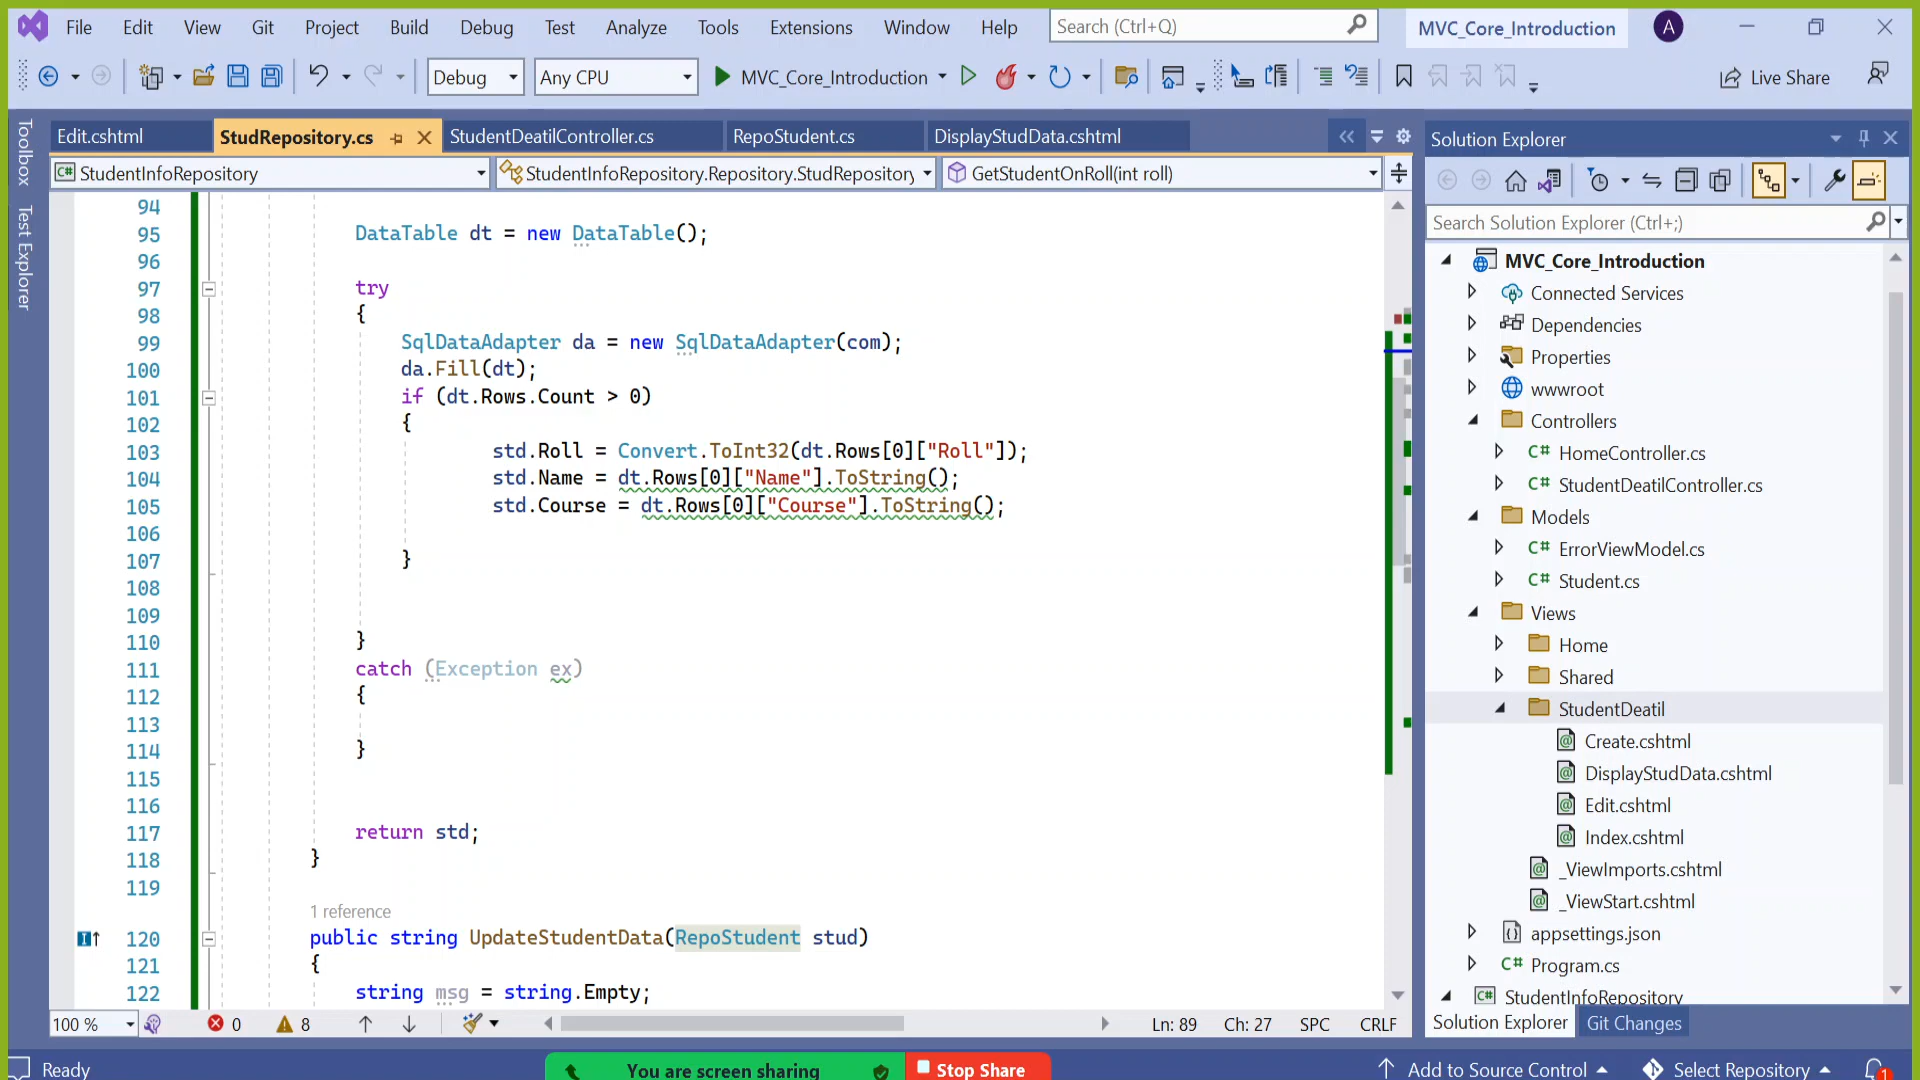 File Edit View Git Project Build Debug Test Analyze Tools Extensions Window Help Search (Ctrl+Q) MVC_Core_Introduction A
Debug Any CPU MVC_Core_Introduction Live Share
Toolbox
Test Explorer
Edit.cshtml StudRepository.cs StudentDeatilController.cs RepoStudent.cs DisplayStudData.cshtml
C# StudentInfoRepository StudentInfoRepository.Repository.StudRepository GetStudentOnRoll(int roll)
94
95 DataTable dt = new DataTable();
96
97 try
98 {
99 SqlDataAdapter da = new SqlDataAdapter(com);
100 da.Fill(dt);
101 if (dt.Rows.Count > 0)
102 {
103 std.Roll = Convert.ToInt32(dt.Rows[0]["Roll"]);
104 std.Name = dt.Rows[0]["Name"].ToString();
105 std.Course = dt.Rows[0]["Course"].ToString();
106
107 }
108
109
110 }
111 catch (Exception ex)
112 {
113
114 }
115
116
117 return std;
118 }
119
1 reference
120 public string UpdateStudentData(RepoStudent stud)
121 {
122 string msg = string.Empty;
100 % 0 8 Ln: 89 Ch: 27 SPC CRLF
Solution Explorer
Search Solution Explorer (Ctrl+;)
MVC_Core_Introduction
Connected Services
Dependencies
Properties
wwwroot
Controllers
C# HomeController.cs
C# StudentDeatilController.cs
Models
C# ErrorViewModel.cs
C# Student.cs
Views
Home
Shared
StudentDeatil
Create.cshtml
DisplayStudData.cshtml
Edit.cshtml
Index.cshtml
_ViewImports.cshtml
_ViewStart.cshtml
appsettings.json
C# Program.cs
C# StudentInfoRepository
Solution Explorer Git Changes
Ready You are screen sharing Stop Share Add to Source Control Select Repository 1